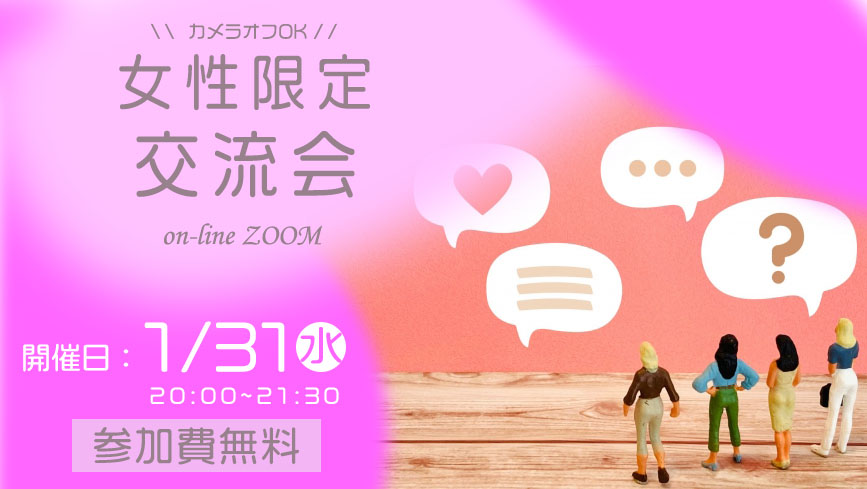 \\ カメラオフOK //
女性限定
交流会
on-line ZOOM
開催日：1/31水
20:00~21:30
参加費無料
?